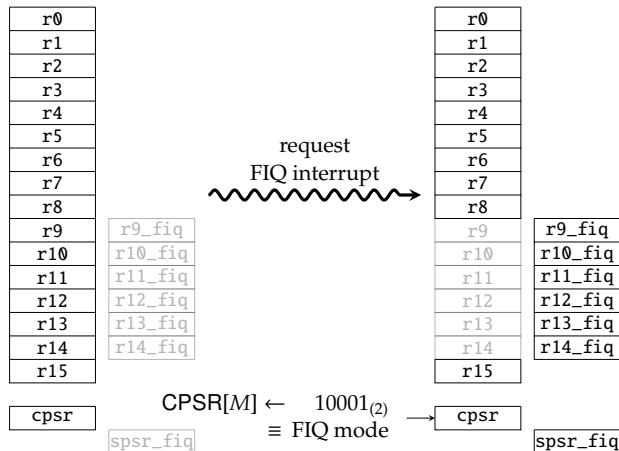 r0
r1
r2
r3
r4
r5
r6
r7
r8
r9
r10
r11
r12
r13
r14
r15
cpsr
r9_fiq
r10_fiq
r11_fiq
r12_fiq
r13_fiq
r14_fiq
spsr_fiq
request
FIQ interrupt
CPSR[M] ← 10001(2)
≡ FIQ mode
r0
r1
r2
r3
r4
r5
r6
r7
r8
r9
r10
r11
r12
r13
r14
r15
cpsr
r9_fiq
r10_fiq
r11_fiq
r12_fiq
r13_fiq
r14_fiq
spsr_fiq